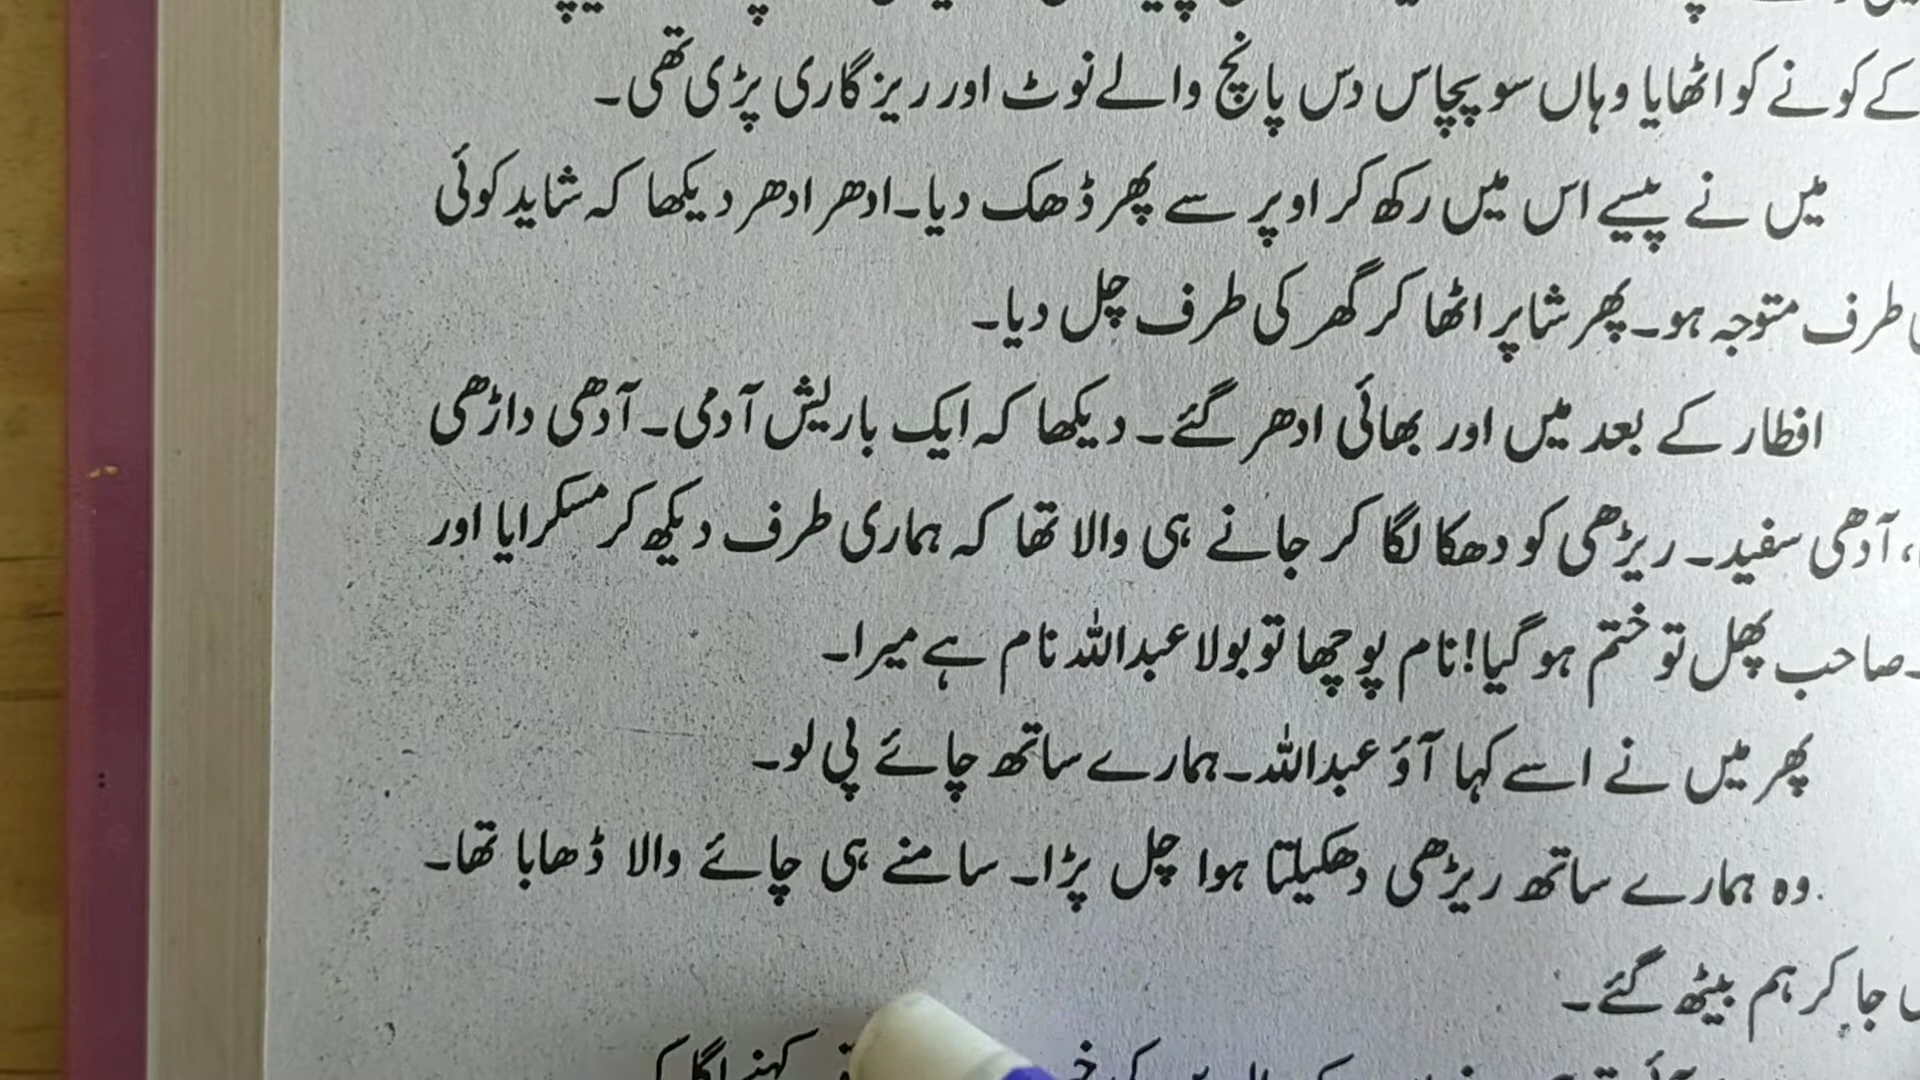 کے کونے کو اٹھایا وہاں سو پچاس دس پانچ والے نوٹ اور ریزگاری پڑی تھی۔
میں نے پیسے اس میں رکھ کر اوپر سے پھر ڈھک دیا۔ ادھر ادھر دیکھا کہ شاید کوئی
طرف متوجہ ہو۔ پھر شاپر اٹھا کر گھر کی طرف چل دیا۔
افطار کے بعد میں اور بھائی ادھر گئے۔ دیکھا کہ ایک باریش آدمی۔ آدھی داڑھی
، آدھی سفید۔ ریڑھی کو دھکا لگا کر جانے ہی والا تھا کہ ہماری طرف دیکھ کر مسکرایا اور
۔ صاحب پھل تو ختم ہو گیا! نام پوچھا تو بولا عبداللہ نام ہے میرا۔
پھر میں نے اسے کہا آؤ عبداللہ۔ ہمارے ساتھ چائے پی لو۔
وہ ہمارے ساتھ ریڑھی دھکیلتا ہوا چل پڑا۔ سامنے ہی چائے والا ڈھابا تھا۔
جا کر ہم بیٹھ گئے۔